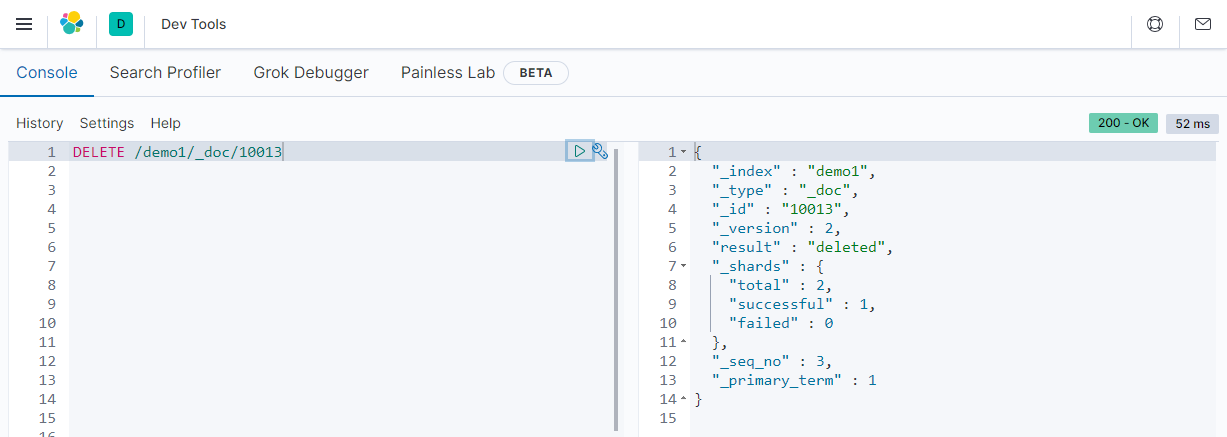 D Dev Tools
Console Search Profiler Grok Debugger Painless Lab BETA
History Settings Help 200 - OK 52 ms
1 DELETE /demo1/_doc/10013
2
3
4
5
6
7
8
9
10
11
12
13
14
15
16
1 {
2 "_index" : "demo1",
3 "_type" : "_doc",
4 "_id" : "10013",
5 "_version" : 2,
6 "result" : "deleted",
7 "_shards" : {
8 "total" : 2,
9 "successful" : 1,
10 "failed" : 0
11 },
12 "_seq_no" : 3,
13 "_primary_term" : 1
14 }
15